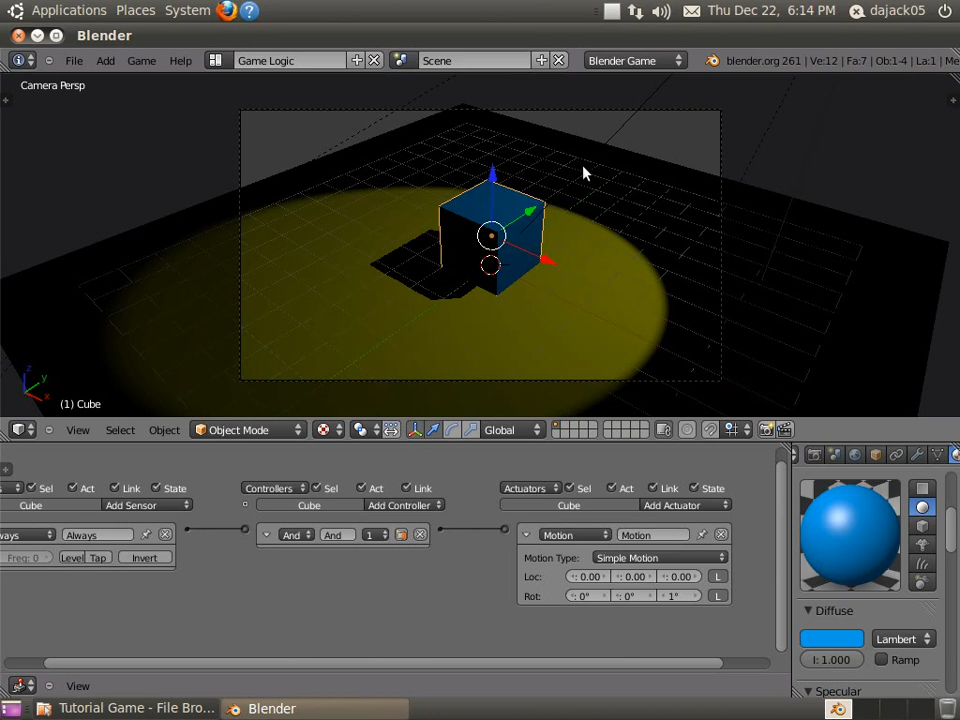 Applications Places System Thu Dec 22, 6:14 PM dajack05
Blender
File Add Game Help Game Logic Scene Blender Game blender.org 261 | Ve:12 | Fa:7 | Ob:1-4 | La:1 | Me
Camera Persp
(1) Cube
View Select Object Object Mode Global
Sel Act Link State Controllers Sel Act Link Actuators Sel Act Link State
Cube Add Sensor Cube Add Controller Cube Add Actuator
ways Always And And 1 Motion Motion
Freq: 0 Level Tap Invert Motion Type: Simple Motion
Loc: : 0.00 : 0.00 : 0.00 L
Rot: : 0° : 0° : 1° L
Diffuse
Lambert
I: 1.000 Ramp
Specular
View
Tutorial Game - File Bro... Blender